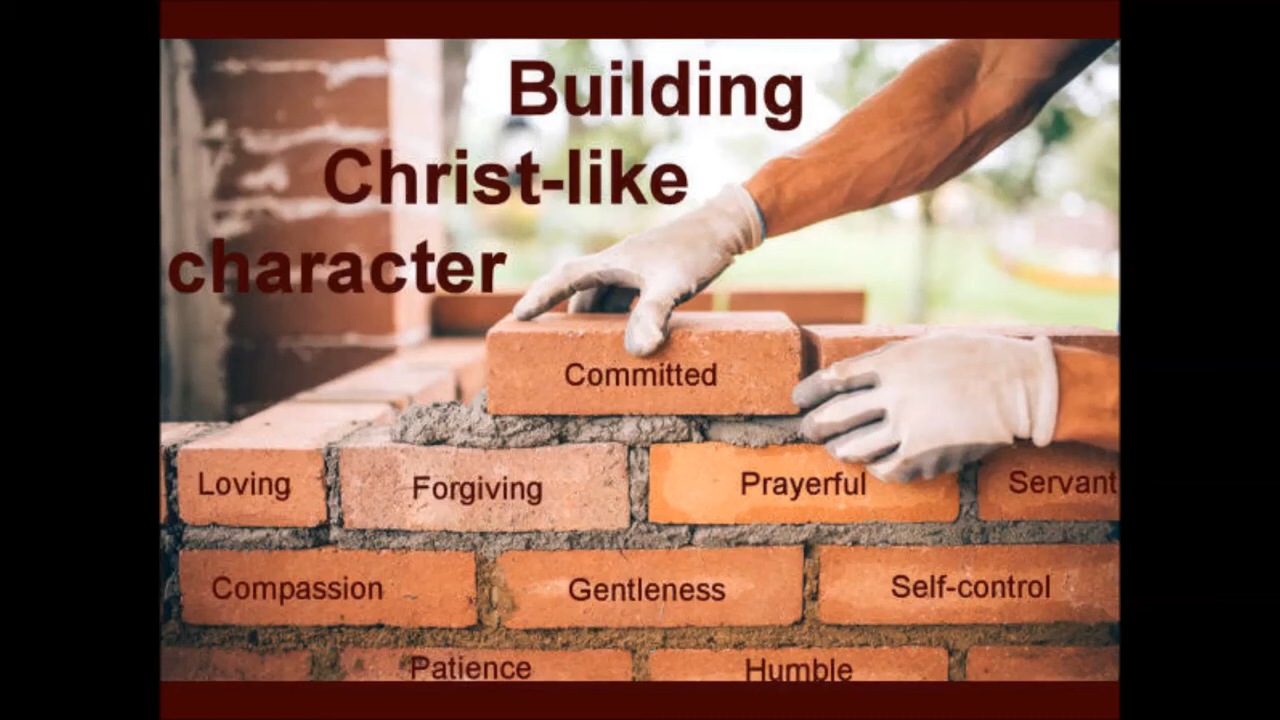 Building
Christ-like
character
Committed
Loving Forgiving Prayerful Servant
Compassion Gentleness Self-control
Patience Humble